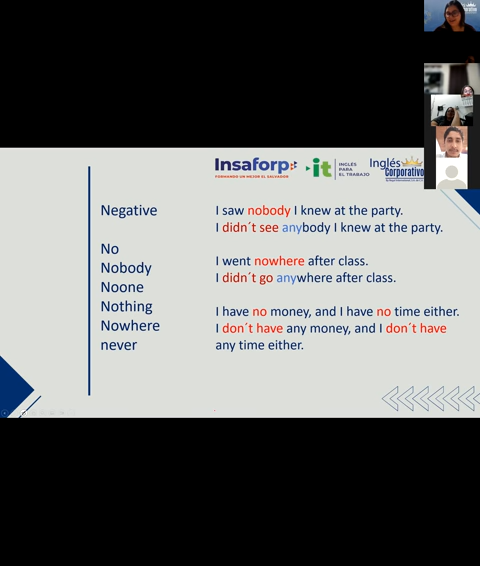 Insaforp
FORMANDO UN MEJOR EL SALVADOR
it
INGLÉS
PARA
EL TRABAJO
Inglés
Corporativo
Negative
No
Nobody
Noone
Nothing
Nowhere
never
I saw nobody I knew at the party.
I didn´t see anybody I knew at the party.
I went nowhere after class.
I didn´t go anywhere after class.
I have no money, and I have no time either.
I don´t have any money, and I don´t have
any time either.